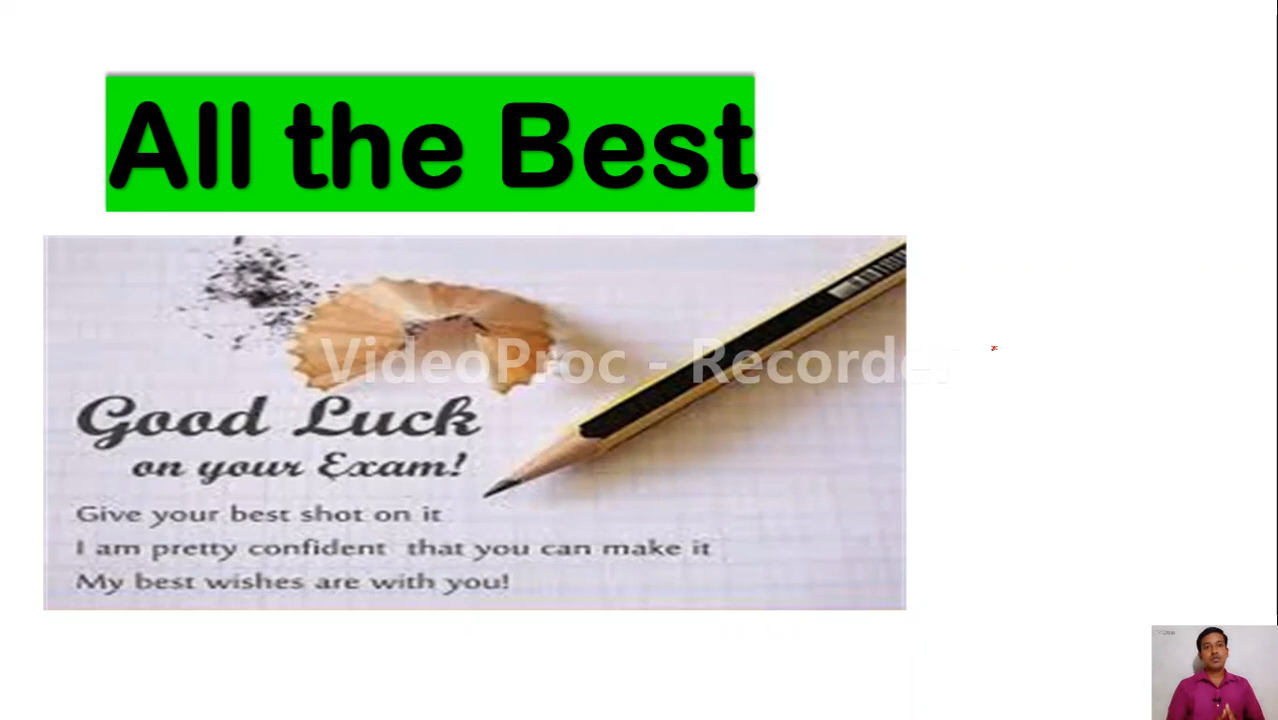 All the Best
VideoProc - Recorder
Good Luck
on your Exam!
Give your best shot on it
I am pretty confident that you can make it
My best wishes are with you!